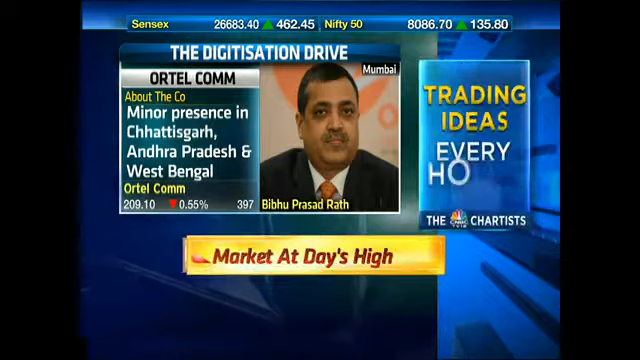 Sensex 26683.40 ▲ 462.45 Nifty 50 8086.70 ▲ 135.80
THE DIGITISATION DRIVE
ORTEL COMM
About The Co
Minor presence in
Chhattisgarh,
Andhra Pradesh &
West Bengal
Ortel Comm
209.10 ▼ 0.55% 397
Mumbai
Bibhu Prasad Rath
TRADING
IDEAS
EVERY
HO
THE CNBC TV18 CHARTISTS
Market At Day's High